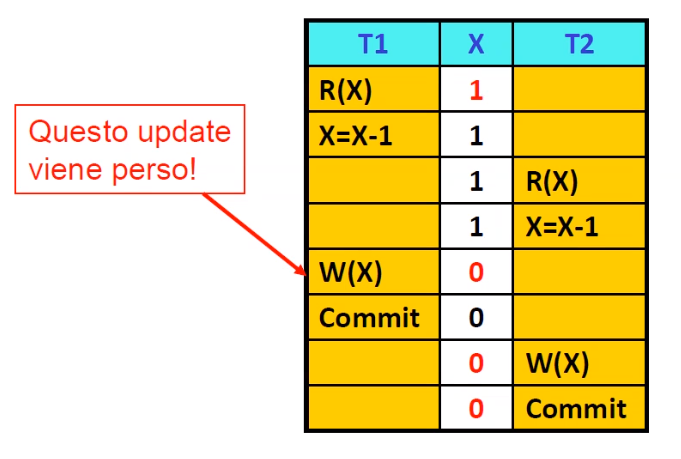 T1 X T2
R(X) 1
Questo update
viene perso!
X=X-1 1
1 R(X)
1 X=X-1
W(X) 0
Commit 0
0 W(X)
0 Commit